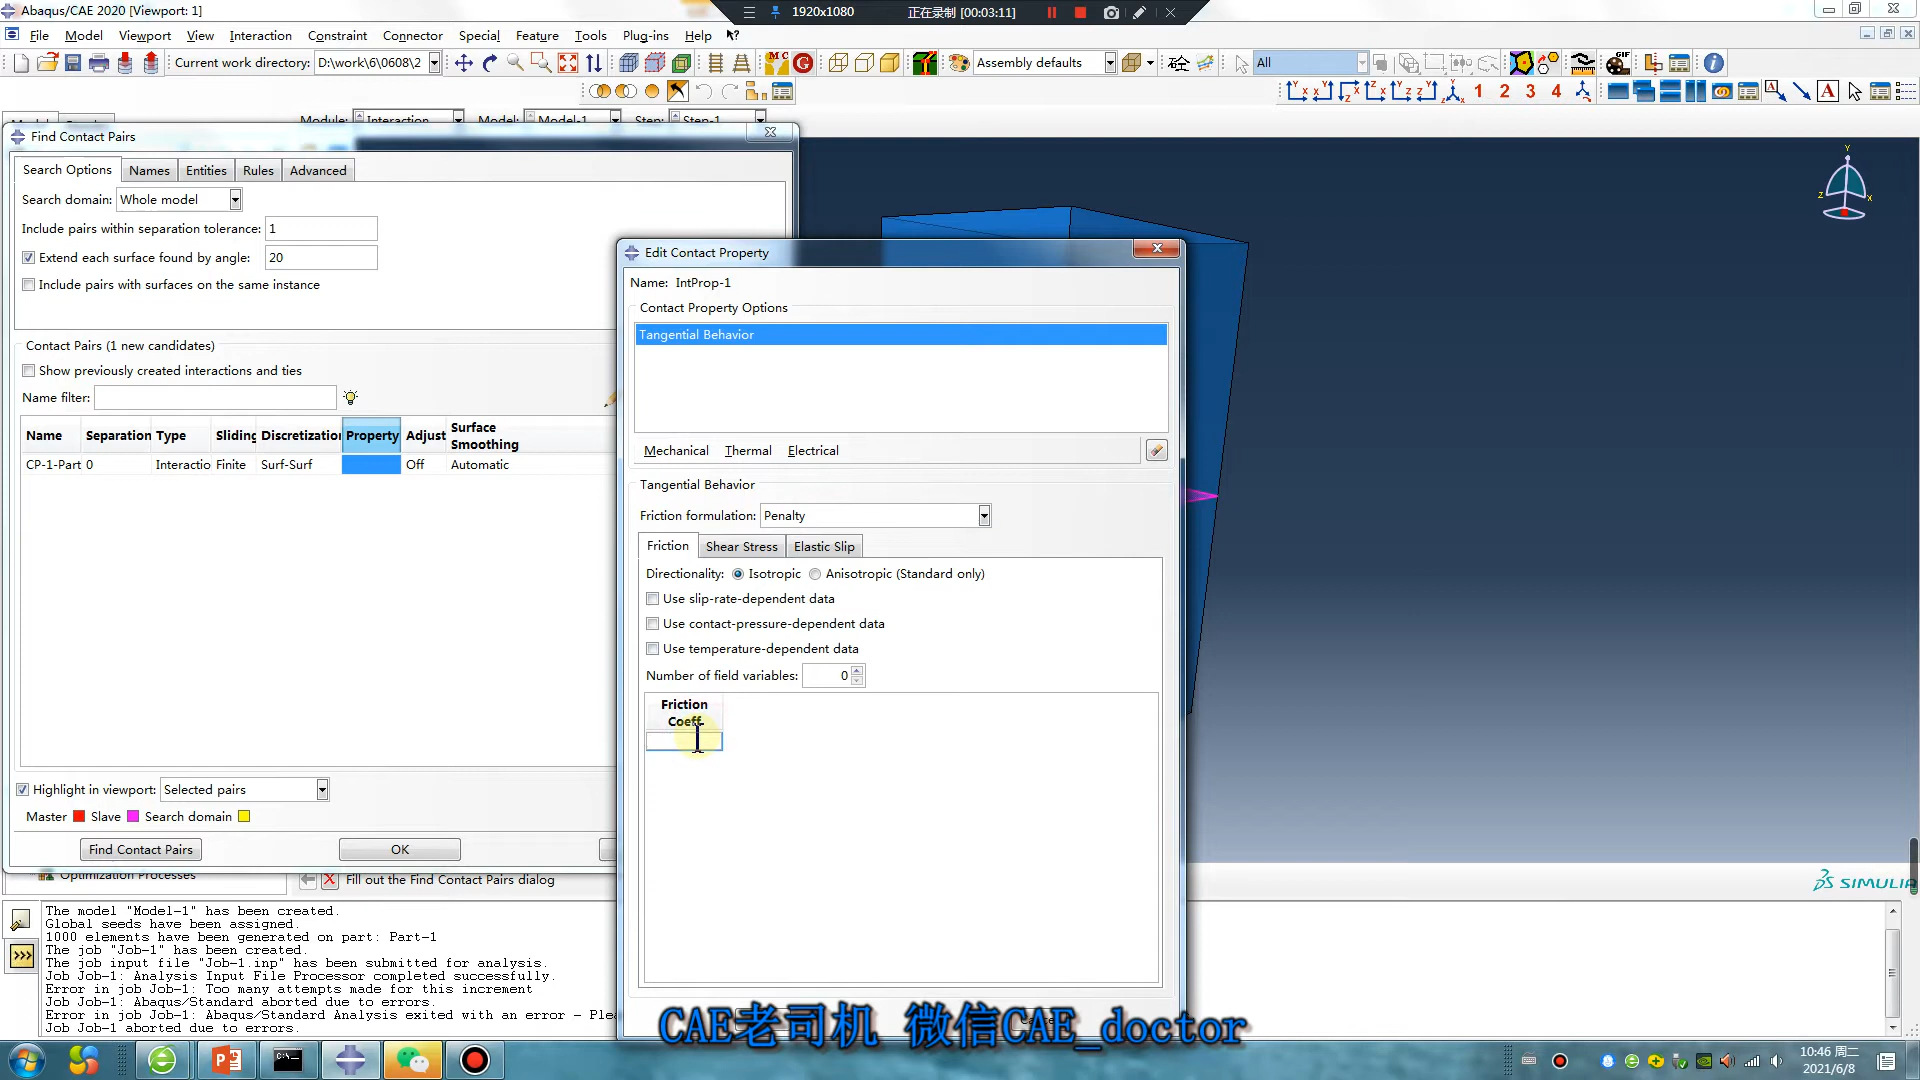 Abaqus/CAE 2020 [Viewport: 1]
1920x1080 正在录制 [00:03:11]
File Model Viewport View Interaction Constraint Connector Special Feature Tools Plug-ins Help
Current work directory: D:\work\6\0608\2
Assembly defaults
All
1 2 3 4
Module: Interaction Model: Model-1 Step: Step-1
Find Contact Pairs
Search Options Names Entities Rules Advanced
Search domain: Whole model
Include pairs within separation tolerance: 1
Extend each surface found by angle: 20
Include pairs with surfaces on the same instance
Contact Pairs (1 new candidates)
Show previously created interactions and ties
Name filter:
Name Separation Type Sliding Discretization Property Adjust Surface Smoothing
CP-1-Part 0 Interactio Finite Surf-Surf Off Automatic
Highlight in viewport: Selected pairs
Master Slave Search domain
Find Contact Pairs OK
Optimization Processes
Fill out the Find Contact Pairs dialog
Edit Contact Property
Name: IntProp-1
Contact Property Options
Tangential Behavior
Mechanical Thermal Electrical
Tangential Behavior
Friction formulation: Penalty
Friction Shear Stress Elastic Slip
Directionality: Isotropic Anisotropic (Standard only)
Use slip-rate-dependent data
Use contact-pressure-dependent data
Use temperature-dependent data
Number of field variables: 0
Friction
Coeff.
Y
Z X
SIMULIA
The model "Model-1" has been created.
Global seeds have been assigned.
1000 elements have been generated on part: Part-1
The job "Job-1" has been created.
The job input file "Job-1.inp" has been submitted for analysis.
Job Job-1: Analysis Input File Processor completed successfully.
Error in job Job-1: Too many attempts made for this increment
Job Job-1: Abaqus/Standard aborted due to errors.
Error in job Job-1: Abaqus/Standard Analysis exited with an error - Ple
Job Job-1 aborted due to errors.
CAE老司机 微信CAE_doctor
10:46 周二
2021/6/8